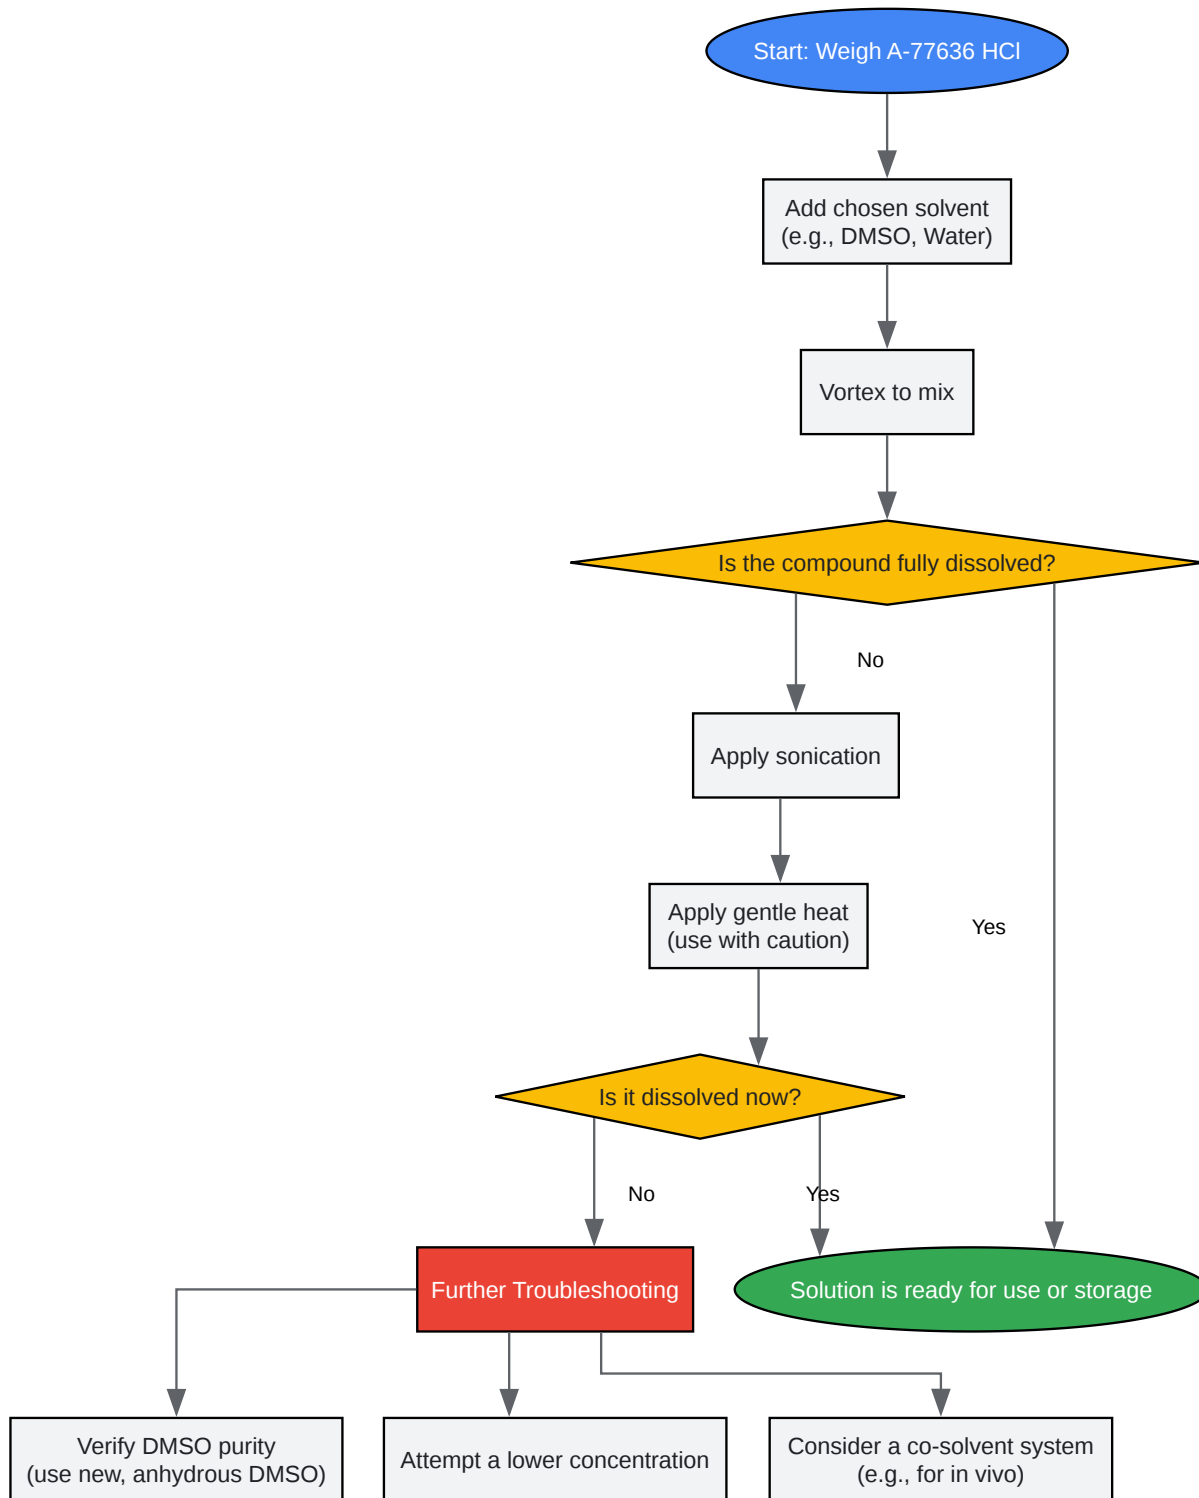 Start: Weigh A-77636 HCl
Add chosen solvent
(e.g., DMSO, Water)
Vortex to mix
Is the compound fully dissolved?
No
Apply sonication
Apply gentle heat
(use with caution)
Yes
Is it dissolved now?
No
Yes
Further Troubleshooting
Solution is ready for use or storage
Verify DMSO purity
(use new, anhydrous DMSO)
Attempt a lower concentration
Consider a co-solvent system
(e.g., for in vivo)